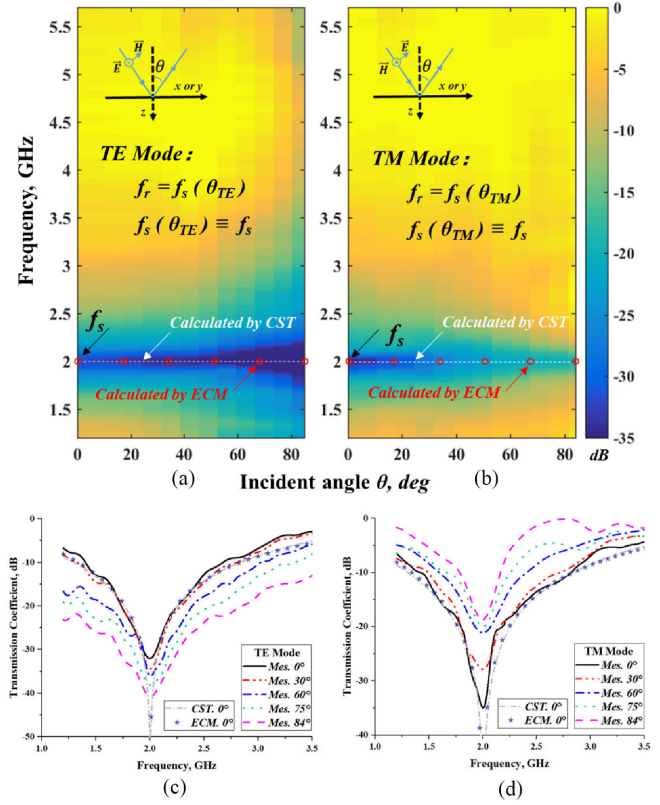 5.5
5
4.5
4
3.5
3
2.5
2
1.5
Frequency, GHz
H
E
θ
x or y
z
TE Mode :
f_r = f_s ( θ_TE )
f_s ( θ_TE ) ≡ f_s
f_s
Calculated by CST
Calculated by ECM
0 20 40 60 80
(a)
E
H
θ
x or y
z
TM Mode :
f_r = f_s ( θ_TM )
f_s ( θ_TM ) ≡ f_s
f_s
Calculated by CST
Calculated by ECM
0 20 40 60 80
(b)
0
-5
-10
-15
-20
-25
-30
-35
dB
Incident angle θ, deg
0
-10
-20
-30
-40
-50
Transmission Coefficient, dB
TE Mode
Mes. 0°
Mes. 30°
Mes. 60°
Mes. 75°
Mes. 84°
CST. 0°
ECM. 0°
1.0 1.5 2.0 2.5 3.0 3.5
Frequency, GHz
(c)
0
-10
-20
-30
-40
Transmission Coefficient, dB
TM Mode
Mes. 0°
Mes. 30°
Mes. 60°
Mes. 75°
Mes. 84°
CST. 0°
ECM. 0°
1.0 1.5 2.0 2.5 3.0 3.5
Frequency, GHz
(d)